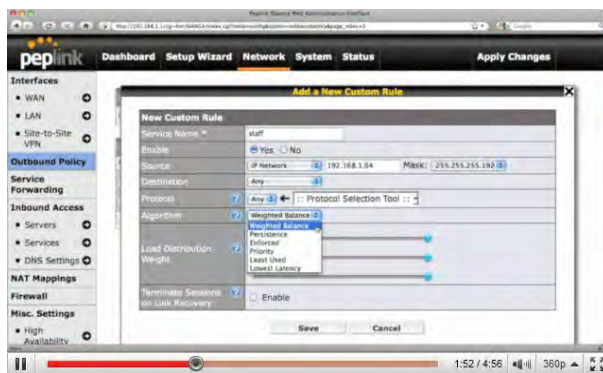 Peplink Balance Web Administration Interface
peplink
Dashboard Setup Wizard Network System Status Apply Changes
Interfaces
WAN
LAN
Site-to-Site VPN
Outbound Policy
Service Forwarding
Inbound Access
Servers
Services
DNS Settings
NAT Mappings
Firewall
Misc. Settings
High Availability
Add a New Custom Rule
X
New Custom Rule
Service Name * staff
Enable Yes No
Source IP Network 192.168.1.64 Mask: 255.255.255.192
Destination Any
Protocol Any :: Protocol Selection Tool ::
Algorithm Weighted Balance
Weighted Balance
Persistence
Enforced
Priority
Least Used
Lowest Latency
Load Distribution Weight
Terminate Sessions on Link Recovery Enable
Save Cancel
1:52 / 4:56 360p